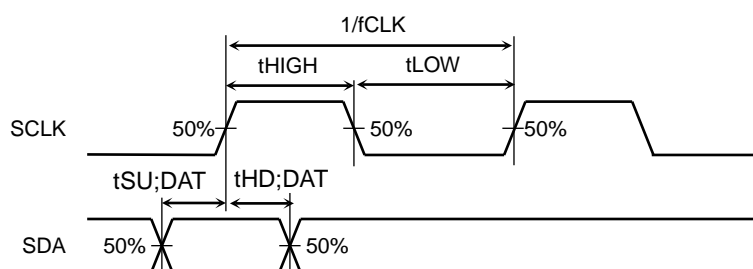 1/fCLK
tHIGH tLOW
SCLK 50% 50% 50%
tSU;DAT tHD;DAT
SDA 50% 50%